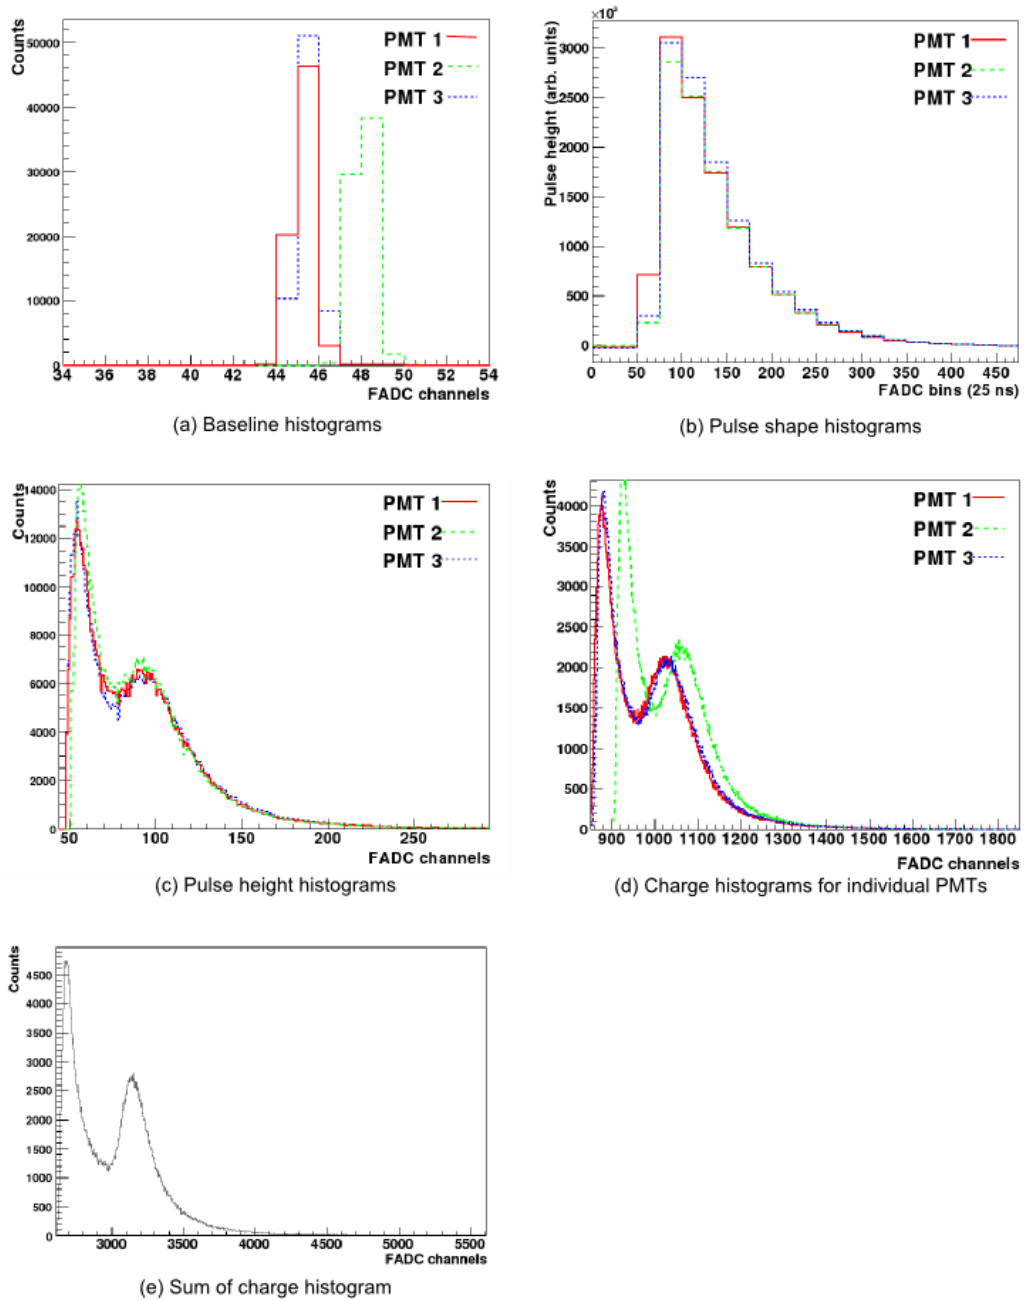 Counts
50000
40000
30000
20000
10000
0
34 36 38 40 42 44 46 48 50 52 54
FADC channels
PMT 1
PMT 2
PMT 3
(a) Baseline histograms
×10³
Pulse height (arb. units)
3000
2500
2000
1500
1000
500
0
0 50 100 150 200 250 300 350 400 450
FADC bins (25 ns)
PMT 1
PMT 2
PMT 3
(b) Pulse shape histograms
Counts
14000
12000
10000
8000
6000
4000
2000
0
50 100 150 200 250
FADC channels
PMT 1
PMT 2
PMT 3
(c) Pulse height histograms
Counts
4000
3500
3000
2500
2000
1500
1000
500
0
900 1000 1100 1200 1300 1400 1500 1600 1700 1800
FADC channels
PMT 1
PMT 2
PMT 3
(d) Charge histograms for individual PMTs
Counts
4500
4000
3500
3000
2500
2000
1500
1000
500
0
3000 3500 4000 4500 5000 5500
FADC channels
(e) Sum of charge histogram